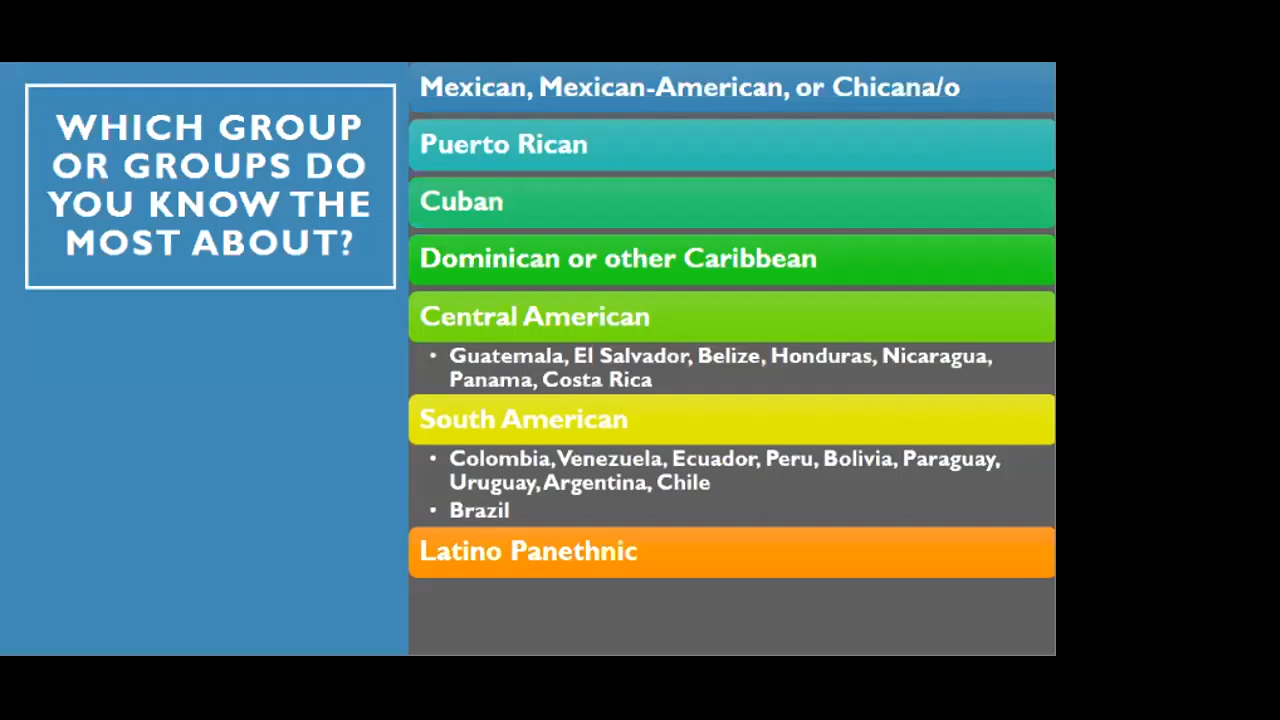 WHICH GROUP
OR GROUPS DO
YOU KNOW THE
MOST ABOUT?
Mexican, Mexican-American, or Chicana/o
Puerto Rican
Cuban
Dominican or other Caribbean
Central American
• Guatemala, El Salvador, Belize, Honduras, Nicaragua,
Panama, Costa Rica
South American
• Colombia, Venezuela, Ecuador, Peru, Bolivia, Paraguay,
Uruguay, Argentina, Chile
• Brazil
Latino Panethnic